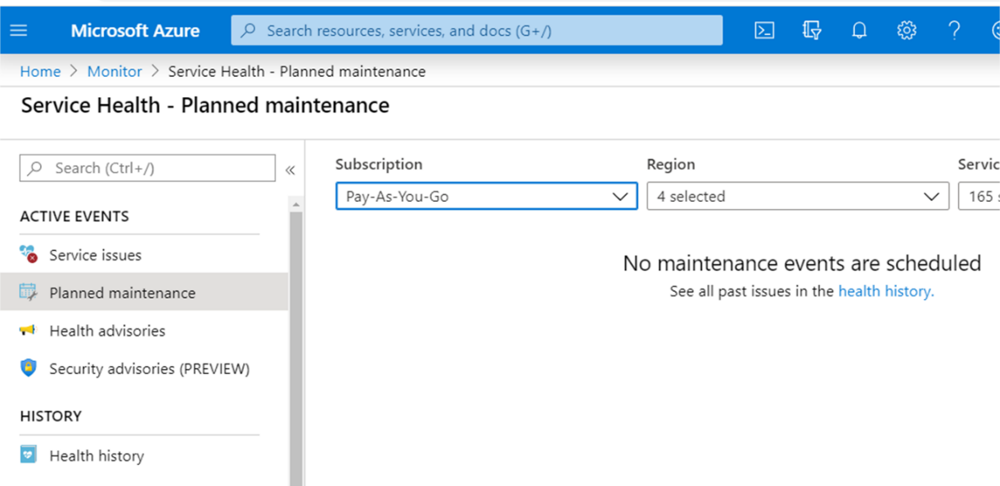 Microsoft Azure
Search resources, services, and docs (G+/)
Home > Monitor > Service Health - Planned maintenance
Service Health - Planned maintenance
Search (Ctrl+/)
«
ACTIVE EVENTS
Service issues
Planned maintenance
Health advisories
Security advisories (PREVIEW)
HISTORY
Health history
Subscription
Pay-As-You-Go
Region
4 selected
Servic
165 s
No maintenance events are scheduled
See all past issues in the health history.